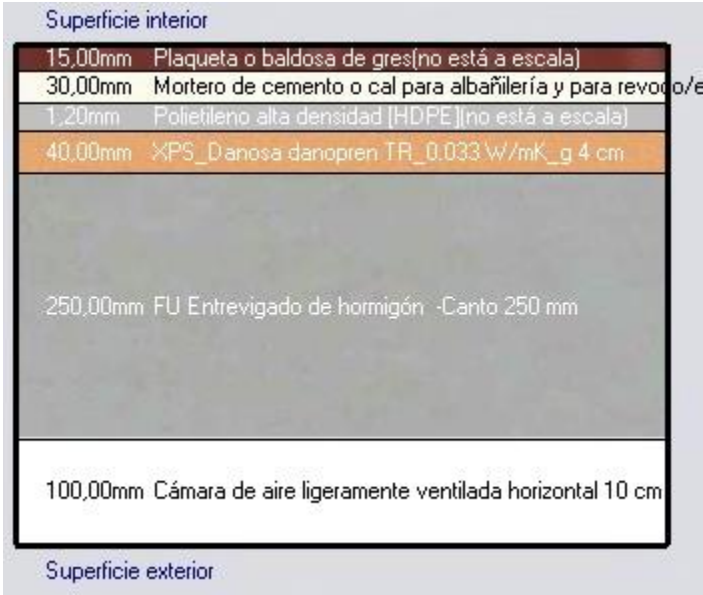 Superficie interior
15,00mm Plaqueta o baldosa de gres(no está a escala)
30,00mm Mortero de cemento o cal para albañilería y para revoco/e
1,20mm Polietileno alta densidad [HDPE](no está a escala)
40,00mm XPS_Danosa danopren TR_0.033 W/mK_g 4 cm
250,00mm FU Entrevigado de hormigón -Canto 250 mm
100,00mm Cámara de aire ligeramente ventilada horizontal 10 cm
Superficie exterior